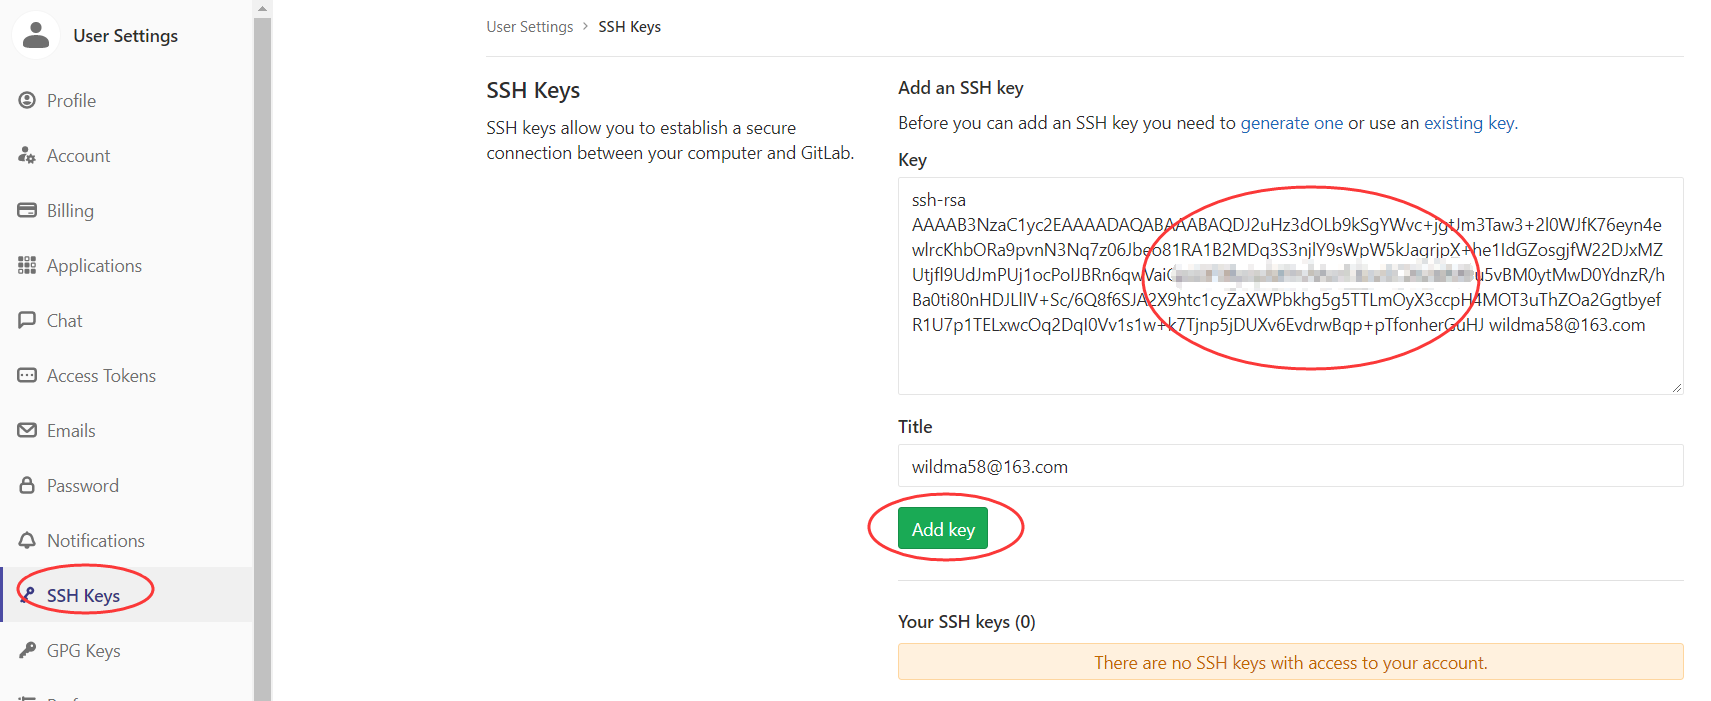 User Settings
Profile
Account
Billing
Applications
Chat
Access Tokens
Emails
Password
Notifications
SSH Keys
GPG Keys
User Settings > SSH Keys
SSH Keys
SSH keys allow you to establish a secure
connection between your computer and GitLab.
Add an SSH key
Before you can add an SSH key you need to generate one or use an existing key.
Key
ssh-rsa
AAAAB3NzaC1yc2EAAAADAQABAAABAQDJ2uHz3dOLb9kSgYWvc+jgtJm3Taw3+2l0WJfK76eyn4e
wlrcKhbORa9pvnN3Nq7z06Jbeo81RA1B2MDq3S3njlY9sWpW5kJaqrjpX+he1IdGZosgjfW22DJxMZ
Utjfl9UdJmPUj1ocPoIJBRn6qwVai u5vBM0ytMwD0YdnzR/h
Ba0ti80nHDJLlIV+Sc/6Q8f6SJA2X9htc1cyZaXWPbkhg5g5TTLmOyX3ccpH4MOT3uThZOa2Ggtbyef
R1U7p1TELxwcOq2DqI0Vv1s1w+k7Tjnp5jDUXv6EvdrwBqp+pTfonherGuHJ wildma58@163.com
Title
wildma58@163.com
Add key
Your SSH keys (0)
There are no SSH keys with access to your account.